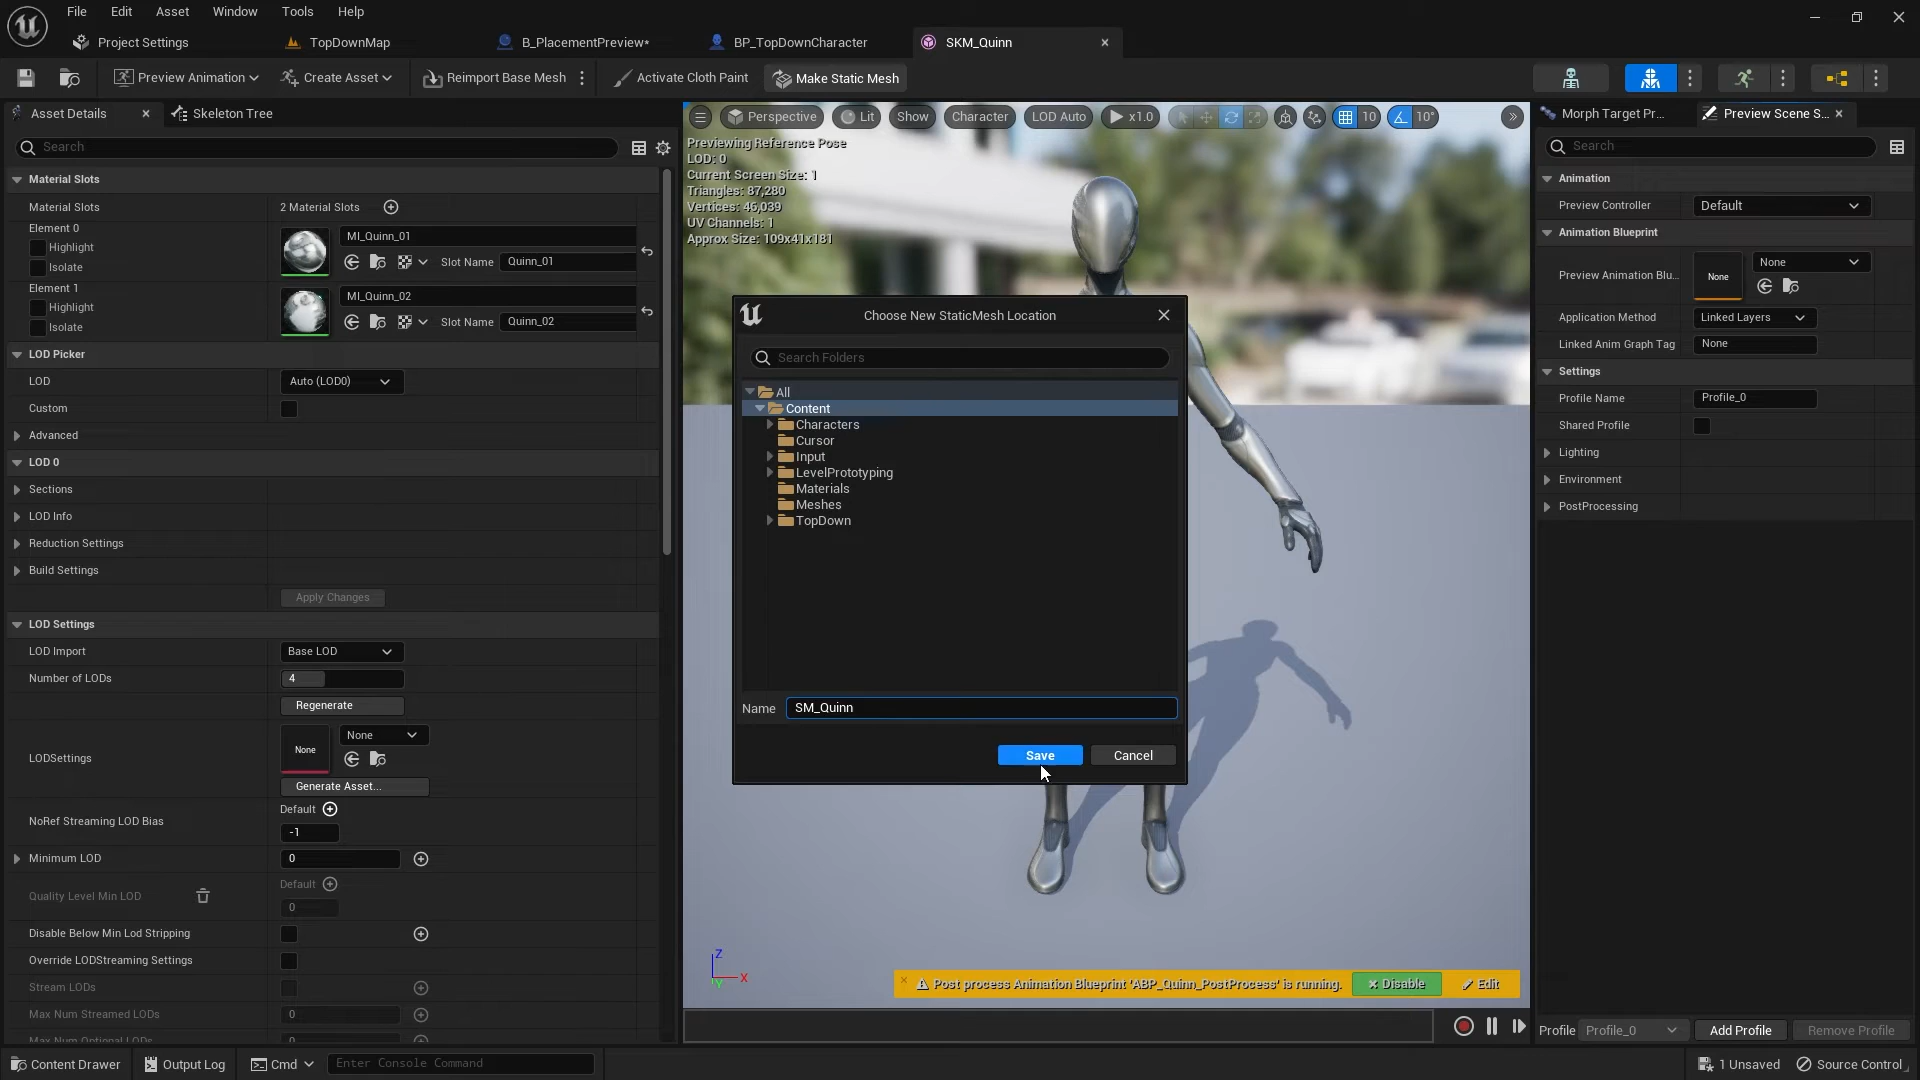 File Edit Asset Window Tools Help
Project Settings TopDownMap B_PlacementPreview* BP_TopDownCharacter SKM_Quinn
Preview Animation Create Asset Reimport Base Mesh Activate Cloth Paint Make Static Mesh
Asset Details Skeleton Tree
Search
Material Slots
Material Slots 2 Material Slots
Element 0 MI_Quinn_01
Highlight
Isolate Slot Name Quinn_01
Element 1 MI_Quinn_02
Highlight
Isolate Slot Name Quinn_02
LOD Picker
LOD Auto (LOD0)
Custom
Advanced
LOD 0
Sections
LOD Info
Reduction Settings
Build Settings
Apply Changes
LOD Settings
LOD Import Base LOD
Number of LODs 4
Regenerate
None None
LODSettings
Generate Asset...
Default
NoRef Streaming LOD Bias
-1
Minimum LOD 0
Default
Quality Level Min LOD
0
Disable Below Min Lod Stripping
Override LODStreaming Settings
Stream LODs
Max Num Streamed LODs 0
Max Num Optional LODs 0
Perspective Lit Show Character LOD Auto x1.0 10 10°
Previewing Reference Pose
LOD: 0
Current Screen Size: 1
Triangles: 87,280
Vertices: 46,039
UV Channels: 1
Approx Size: 109x41x181
Choose New StaticMesh Location
Search Folders
All
Content
Characters
Cursor
Input
LevelPrototyping
Materials
Meshes
TopDown
Name SM_Quinn
Save Cancel
Z
X
Y
Post process Animation Blueprint 'ABP_Quinn_PostProcess' is running. Disable Edit
Morph Target Pr... Preview Scene S...
Search
Animation
Preview Controller Default
Animation Blueprint
None
Preview Animation Blu... None
Application Method Linked Layers
Linked Anim Graph Tag None
Settings
Profile Name Profile_0
Shared Profile
Lighting
Environment
PostProcessing
Profile Profile_0 Add Profile Remove Profile
Content Drawer Output Log Cmd Enter Console Command 1 Unsaved Source Control